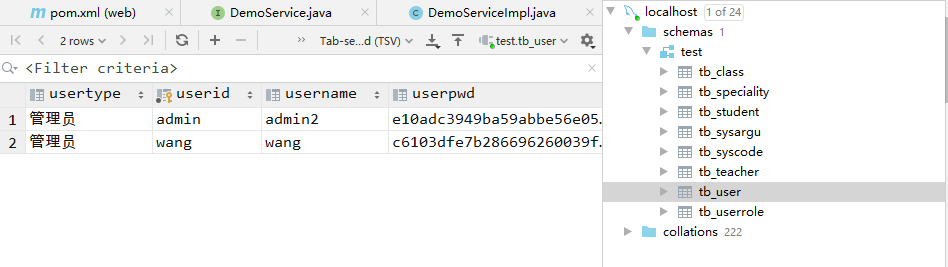 pom.xml (web) DemoService.java DemoServiceImpl.java
2 rows Tab-se...d (TSV) test.tb_user
<Filter criteria>
usertype userid username userpwd
1 管理员 admin admin2 e10adc3949ba59abbe56e05.
2 管理员 wang wang c6103dfe7b286696260039f.
localhost 1 of 24
schemas 1
test
tb_class
tb_speciality
tb_student
tb_sysargu
tb_syscode
tb_teacher
tb_user
tb_userrole
collations 222